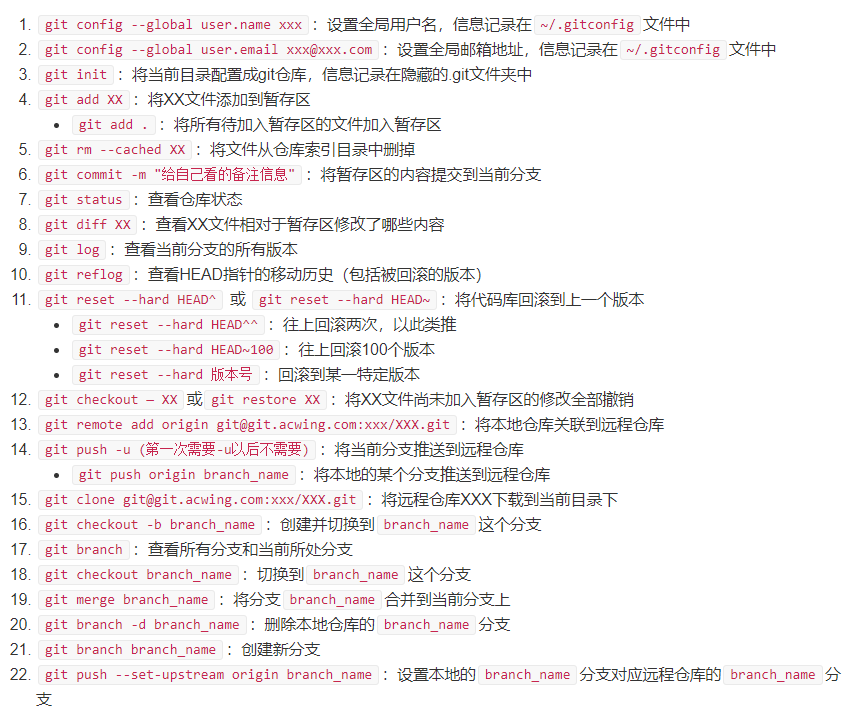 1. git config --global user.name xxx：设置全局用户名，信息记录在 ~/.gitconfig 文件中
2. git config --global user.email xxx@xxx.com：设置全局邮箱地址，信息记录在 ~/.gitconfig 文件中
3. git init：将当前目录配置成git仓库，信息记录在隐藏的.git文件夹中
4. git add XX：将XX文件添加到暂存区
• git add .：将所有待加入暂存区的文件加入暂存区
5. git rm --cached XX：将文件从仓库索引目录中删掉
6. git commit -m "给自己看的备注信息"：将暂存区的内容提交到当前分支
7. git status：查看仓库状态
8. git diff XX：查看XX文件相对于暂存区修改了哪些内容
9. git log：查看当前分支的所有版本
10. git reflog：查看HEAD指针的移动历史（包括被回滚的版本）
11. git reset --hard HEAD^ 或 git reset --hard HEAD~：将代码库回滚到上一个版本
• git reset --hard HEAD^^：往上回滚两次，以此类推
• git reset --hard HEAD~100：往上回滚100个版本
• git reset --hard 版本号：回滚到某一特定版本
12. git checkout — XX 或 git restore XX：将XX文件尚未加入暂存区的修改全部撤销
13. git remote add origin git@git.acwing.com:xxx/XXX.git：将本地仓库关联到远程仓库
14. git push -u (第一次需要-u以后不需要)：将当前分支推送到远程仓库
• git push origin branch_name：将本地的某个分支推送到远程仓库
15. git clone git@git.acwing.com:xxx/XXX.git：将远程仓库XXX下载到当前目录下
16. git checkout -b branch_name：创建并切换到 branch_name 这个分支
17. git branch：查看所有分支和当前所处分支
18. git checkout branch_name：切换到 branch_name 这个分支
19. git merge branch_name：将分支 branch_name 合并到当前分支上
20. git branch -d branch_name：删除本地仓库的 branch_name 分支
21. git branch branch_name：创建新分支
22. git push --set-upstream origin branch_name：设置本地的 branch_name 分支对应远程仓库的 branch_name 分
支